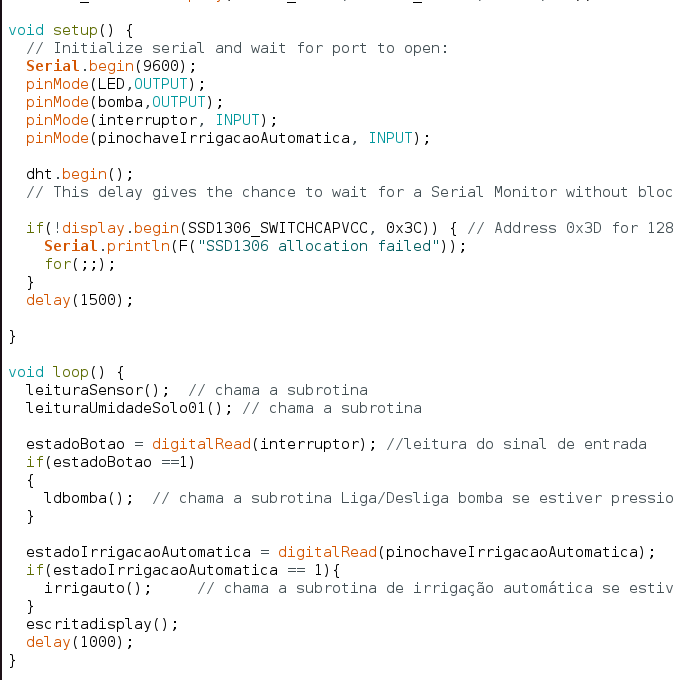 void setup() {
  // Initialize serial and wait for port to open:
  Serial.begin(9600);
  pinMode(LED,OUTPUT);
  pinMode(bomba,OUTPUT);
  pinMode(interruptor, INPUT);
  pinMode(pinochaveIrrigacaoAutomatica, INPUT);
  dht.begin();
  // This delay gives the chance to wait for a Serial Monitor without bloc
  if(!display.begin(SSD1306_SWITCHCAPVCC, 0x3C)) { // Address 0x3D for 128
    Serial.println(F("SSD1306 allocation failed"));
    for(;;);
  }
  delay(1500);
}
void loop() {
  leituraSensor();  // chama a subrotina
  leituraUmidadeSolo01(); // chama a subrotina
  estadoBotao = digitalRead(interruptor); //leitura do sinal de entrada
  if(estadoBotao ==1)
  {
    ldbomba();  // chama a subrotina Liga/Desliga bomba se estiver pressio
  }
  estadoIrrigacaoAutomatica = digitalRead(pinochaveIrrigacaoAutomatica);
  if(estadoIrrigacaoAutomatica == 1){
    irrigauto();     // chama a subrotina de irrigação automática se estiv
  }
  escritadisplay();
  delay(1000);
}